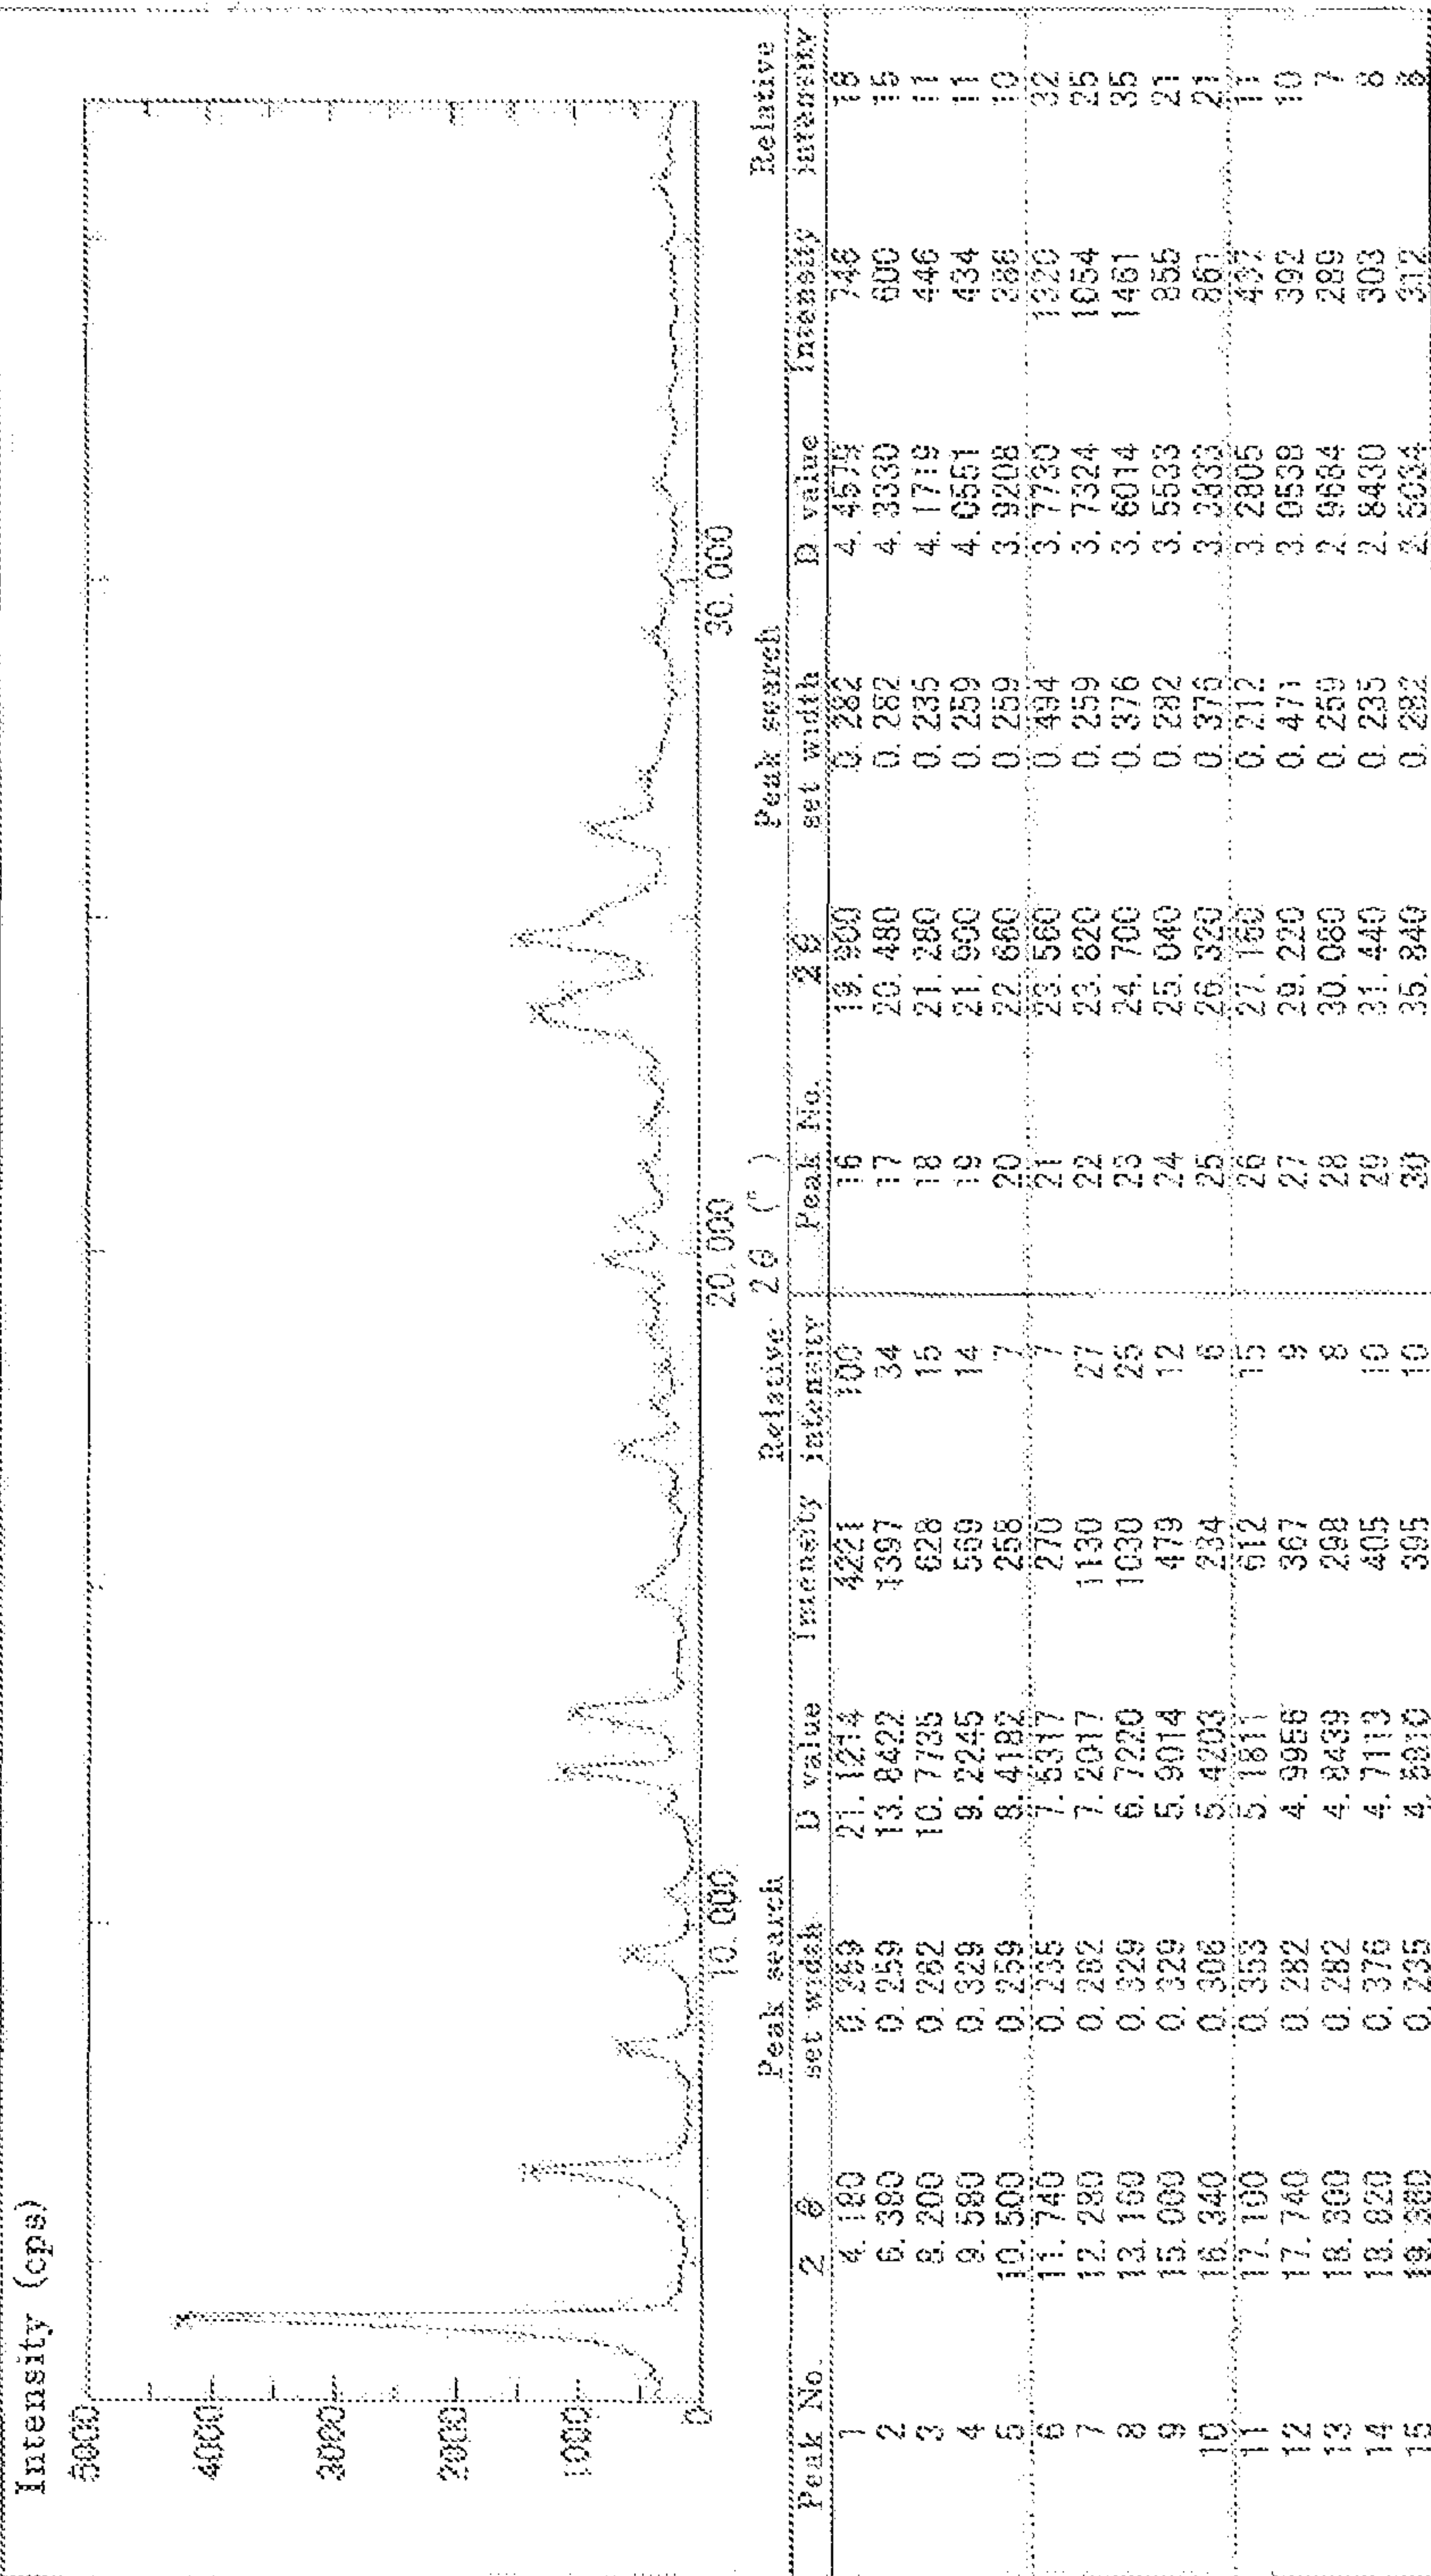 Intensity (cps)
5000
4000
3000
2000
1000
0
10.000 20.000 30.000
2θ (°)
Peak search Relative Peak search Relative
Peak No. 2 θ set width D value Intensity intensity Peak No. 2θ set width D value Intensity intensity
1 4.180 0.259 21.1214 4221 100 16 19.900 0.282 4.4579 746 18
2 6.380 0.259 13.8422 1397 34 17 20.480 0.282 4.3330 600 15
3 8.200 0.282 10.7735 628 15 18 21.280 0.235 4.1719 446 11
4 9.580 0.329 9.2245 569 14 19 21.900 0.259 4.0551 434 11
5 10.500 0.259 8.4182 258 7 20 22.660 0.259 3.9208 386 10
6 11.740 0.235 7.5317 270 7 21 23.560 0.494 3.7730 1320 32
7 12.280 0.282 7.2017 1130 27 22 23.820 0.259 3.7324 1054 25
8 13.160 0.329 6.7220 1030 25 23 24.700 0.376 3.6014 1461 35
9 15.000 0.329 5.9014 479 12 24 25.040 0.282 3.5533 855 21
10 16.340 0.306 5.4203 234 6 25 26.320 0.376 3.3833 861 21
11 17.100 0.353 5.1811 612 15 26 27.160 0.212 3.2805 437 11
12 17.740 0.282 4.9956 367 9 27 29.220 0.471 3.0538 392 10
13 18.300 0.282 4.8439 298 8 28 30.080 0.259 2.9684 289 7
14 18.820 0.376 4.7113 405 10 29 31.440 0.235 2.8430 303 8
15 19.360 0.235 4.5810 395 10 30 35.840 0.282 2.5034 312 8